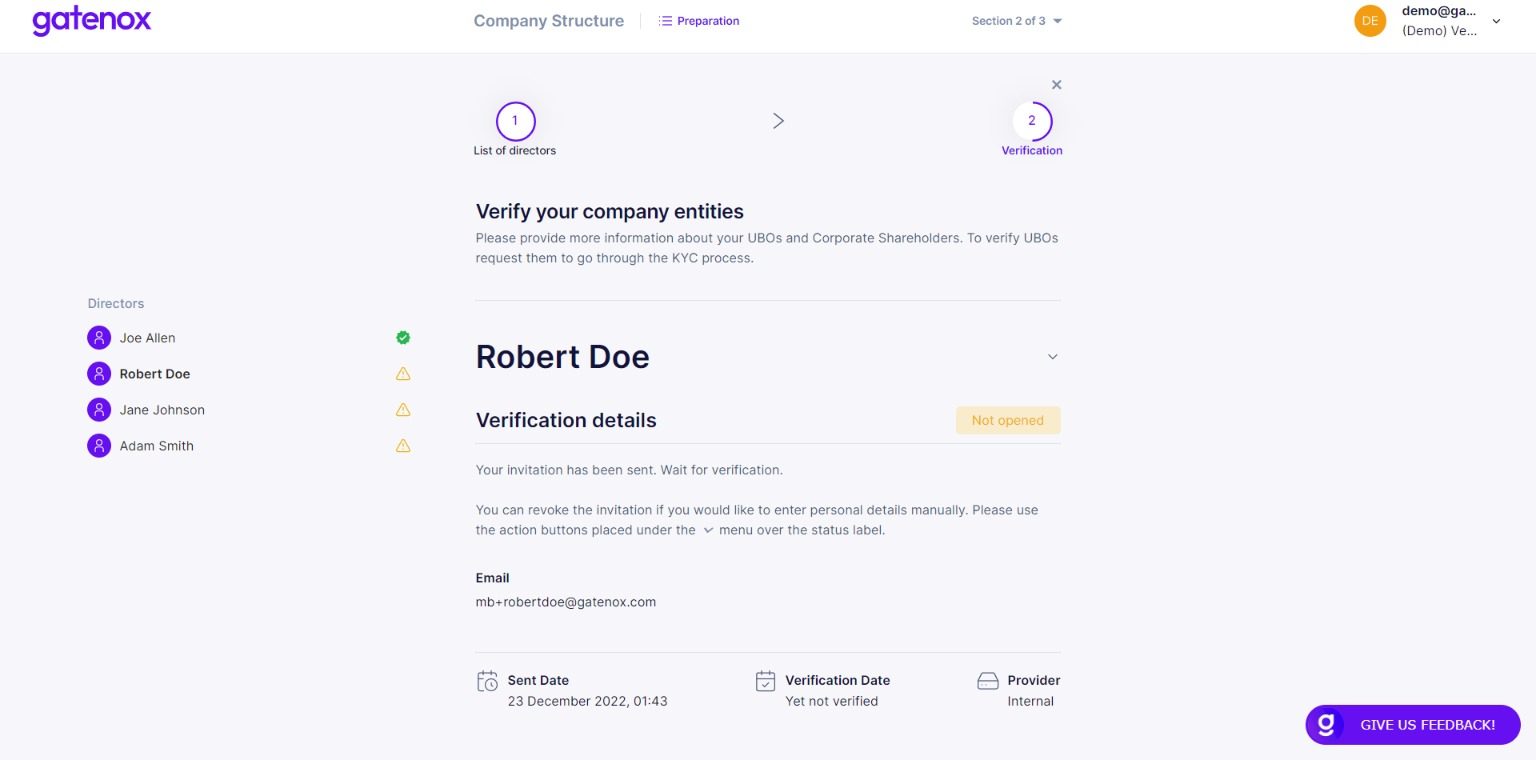 gatenox
Company Structure
Preparation
Section 2 of 3
DE
demo@ga...
(Demo) Ve...
1
List of directors
2
Verification
Verify your company entities
Please provide more information about your UBOs and Corporate Shareholders. To verify UBOs
request them to go through the KYC process.
Directors
Joe Allen
Robert Doe
Jane Johnson
Adam Smith
Robert Doe
Verification details
Not opened
Your invitation has been sent. Wait for verification.
You can revoke the invitation if you would like to enter personal details manually. Please use
the action buttons placed under the menu over the status label.
Email
mb+robertdoe@gatenox.com
Sent Date
23 December 2022, 01:43
Verification Date
Yet not verified
Provider
Internal
g
GIVE US FEEDBACK!